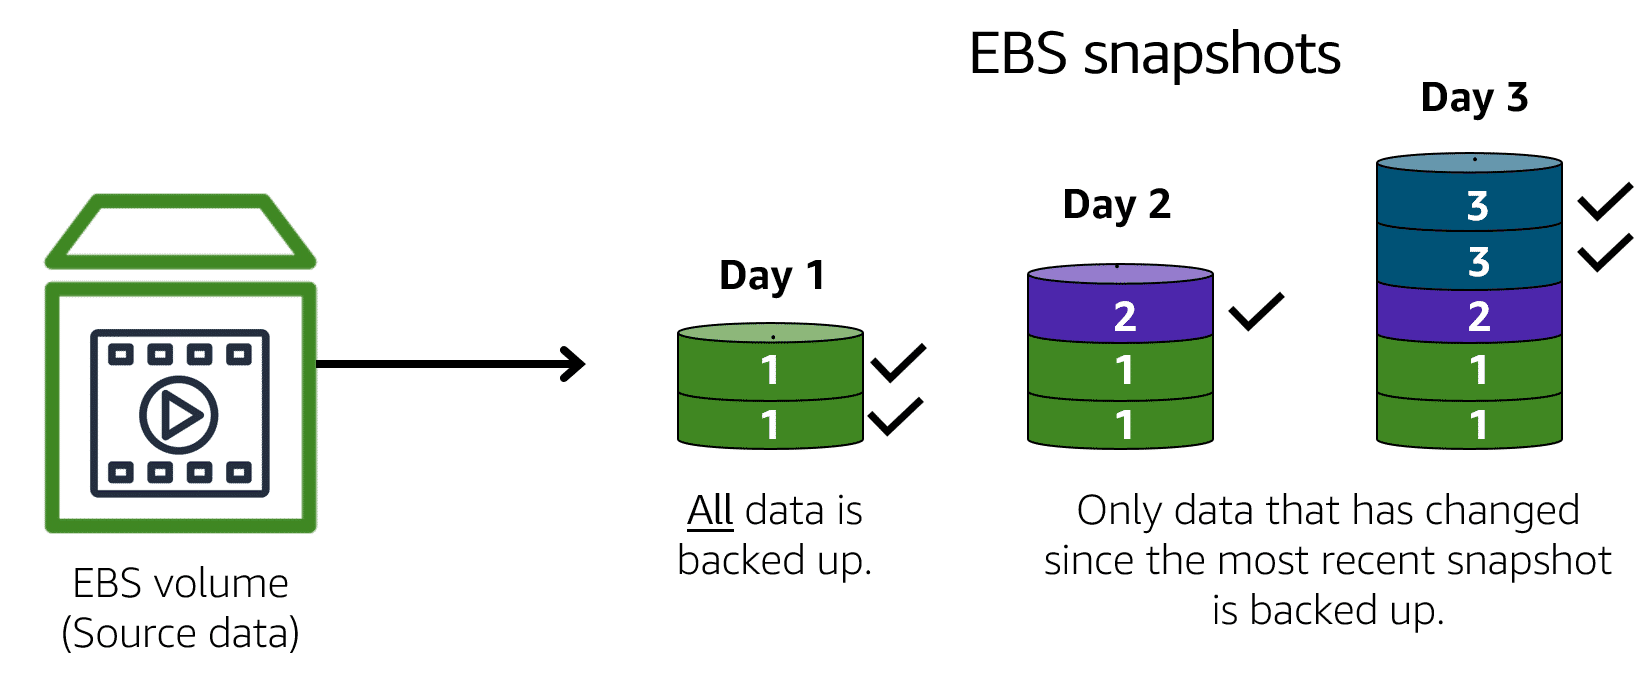 EBS snapshots
Day 1
Day 2
Day 3
1
1
2
1
1
3
3
2
1
1
All data is
backed up.
Only data that has changed
since the most recent snapshot
is backed up.
EBS volume
(Source data)